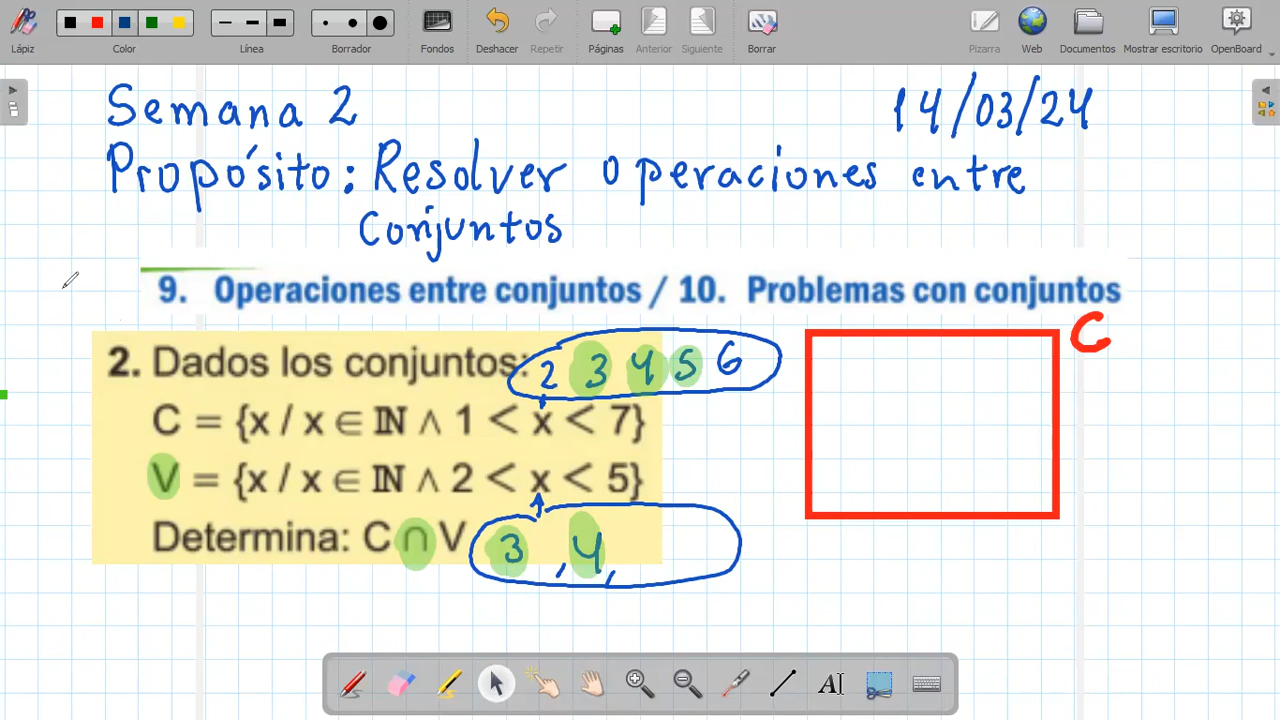 Lápiz Color Línea Borrador Fondos Deshacer Repetir Páginas Anterior Siguiente Borrar Pizarra Web Documentos Mostrar escritorio OpenBoard
Semana 2 14/03/24
Propósito: Resolver operaciones entre
Conjuntos
9. Operaciones entre conjuntos / 10. Problemas con conjuntos
C
2. Dados los conjuntos: 2 3 4 5 6
C = {x / x ∈ ℕ ∧ 1 < x < 7}
V = {x / x ∈ ℕ ∧ 2 < x < 5}
Determina: C ∩ V 3 , 4,